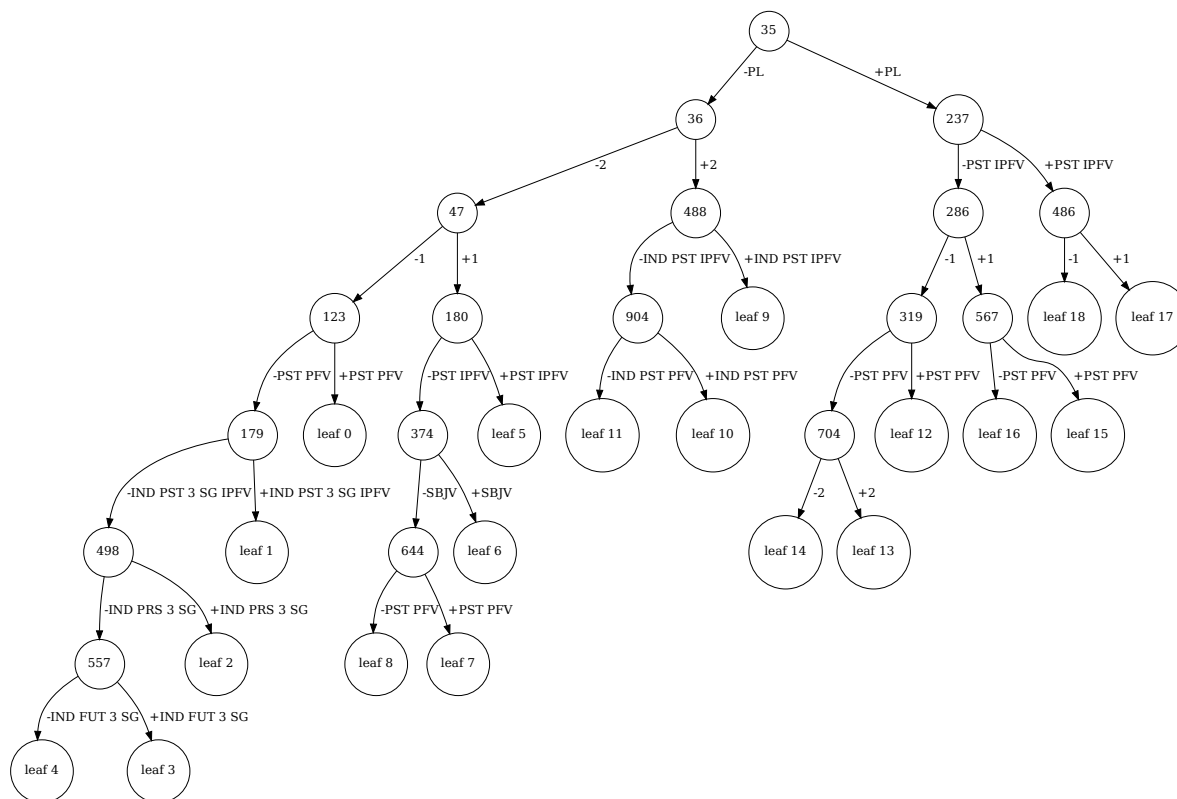 35
-PL
+PL
36
237
-2
+2
-PST IPFV
+PST IPFV
47
488
286
486
-1
+1
-IND PST IPFV
+IND PST IPFV
-1
+1
-1
+1
123
180
904
leaf 9
319
567
leaf 18
leaf 17
-PST PFV
+PST PFV
-PST IPFV
+PST IPFV
-IND PST PFV
+IND PST PFV
-PST PFV
+PST PFV
-PST PFV
+PST PFV
179
leaf 0
374
leaf 5
leaf 11
leaf 10
704
leaf 12
leaf 16
leaf 15
-IND PST 3 SG IPFV
+IND PST 3 SG IPFV
-SBJV
+SBJV
-2
+2
498
leaf 1
644
leaf 6
leaf 14
leaf 13
-IND PRS 3 SG
+IND PRS 3 SG
-PST PFV
+PST PFV
557
leaf 2
leaf 8
leaf 7
-IND FUT 3 SG
+IND FUT 3 SG
leaf 4
leaf 3